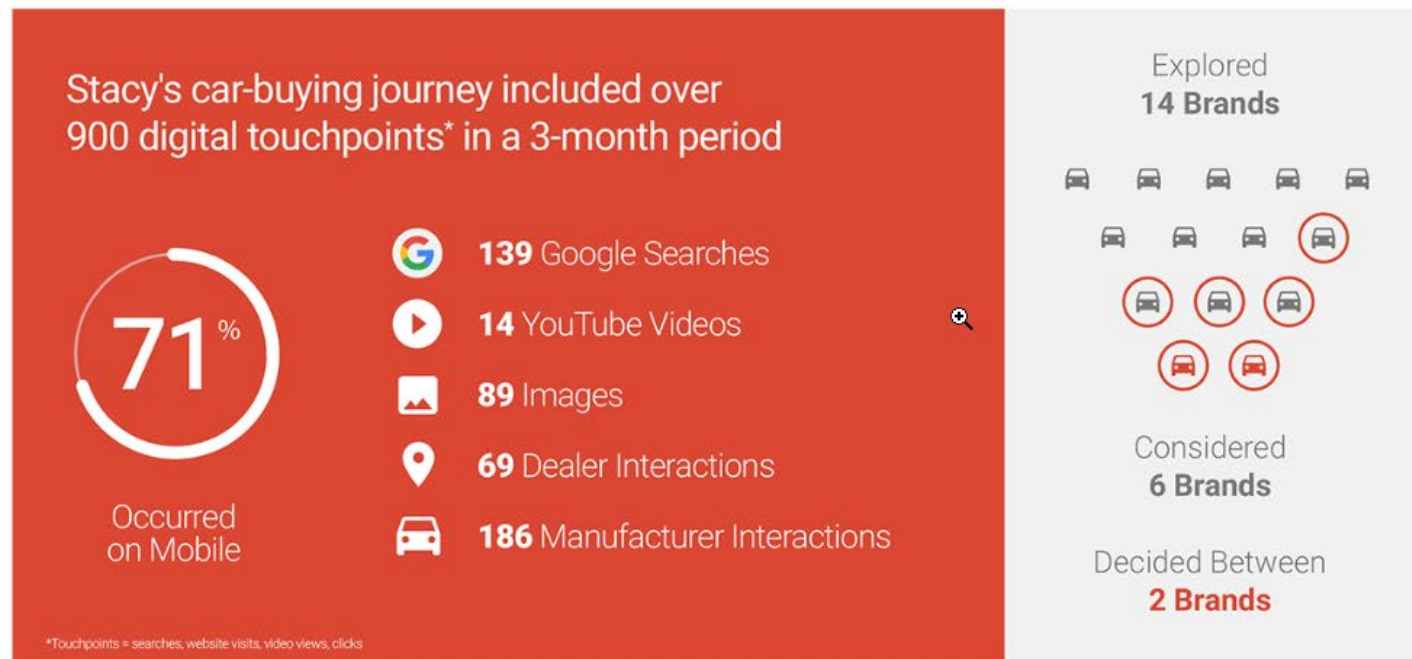 Stacy's car-buying journey included over
900 digital touchpoints* in a 3-month period
71%
Occurred
on Mobile
139 Google Searches
14 YouTube Videos
89 Images
69 Dealer Interactions
186 Manufacturer Interactions
*Touchpoints = searches, website visits, video views, clicks
Explored
14 Brands
Considered
6 Brands
Decided Between
2 Brands